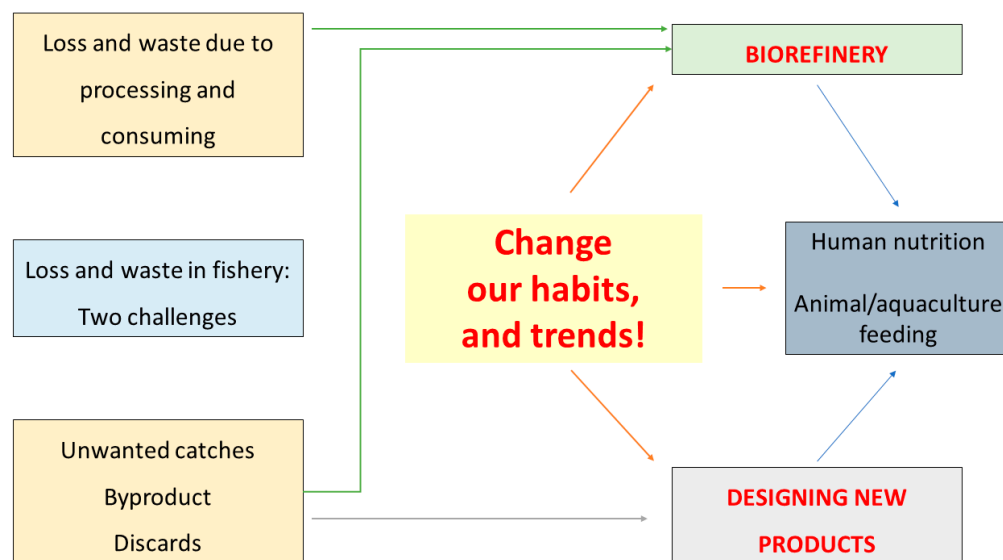 Loss and waste due to
processing and
consuming
BIOREFINERY
Loss and waste in fishery:
Two challenges
Change
our habits,
and trends!
Human nutrition
Animal/aquaculture
feeding
Unwanted catches
Byproduct
Discards
DESIGNING NEW
PRODUCTS